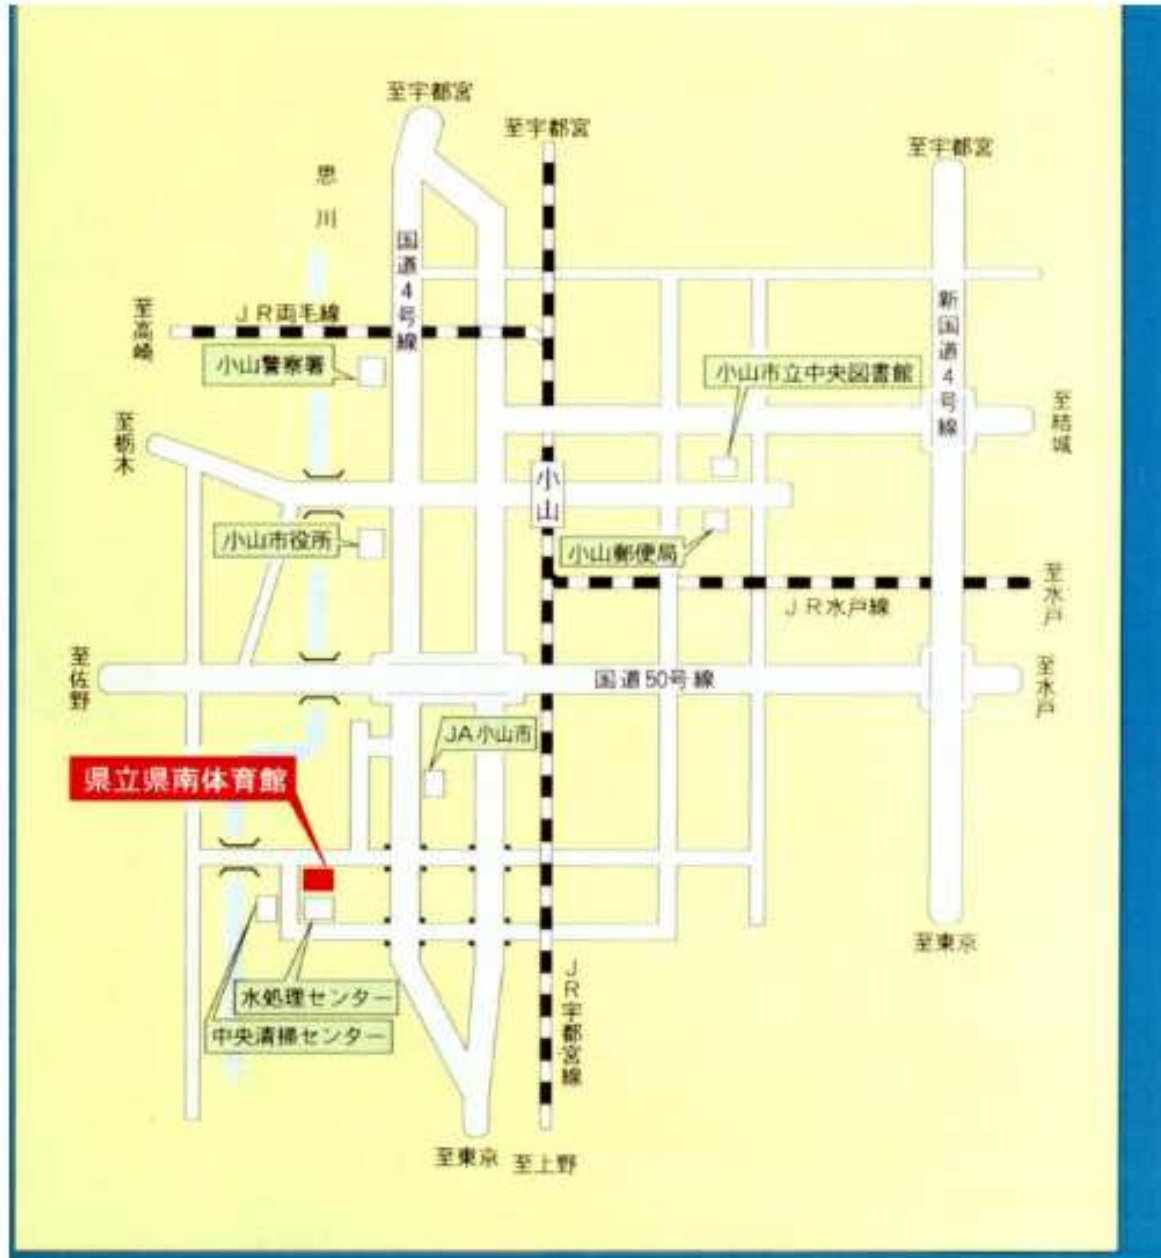 至宇都宮
至宇都宮
至宇都宮
思川
国道4号線
新国道4号線
至高崎
JR両毛線
小山警察署
小山市立中央図書館
至結城
至栃木
小山
小山市役所
小山郵便局
至水戸
JR水戸線
至佐野
国道50号線
至水戸
JA小山市
県立県南体育館
至東京
JR宇都宮線
水処理センター
中央清掃センター
至東京
至上野